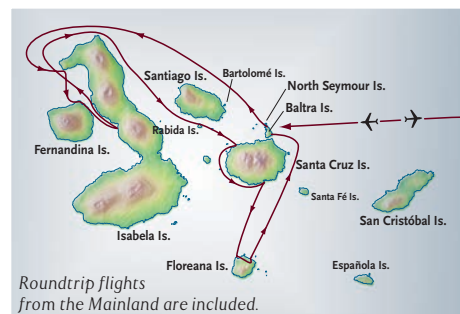 Santiago Is.
Bartolomé Is.
North Seymour Is.
Baltra Is.
Rabida Is.
Fernandina Is.
Santa Cruz Is.
Santa Fé Is.
San Cristóbal Is.
Isabela Is.
Floreana Is.
Española Is.
Roundtrip flights
from the Mainland are included.